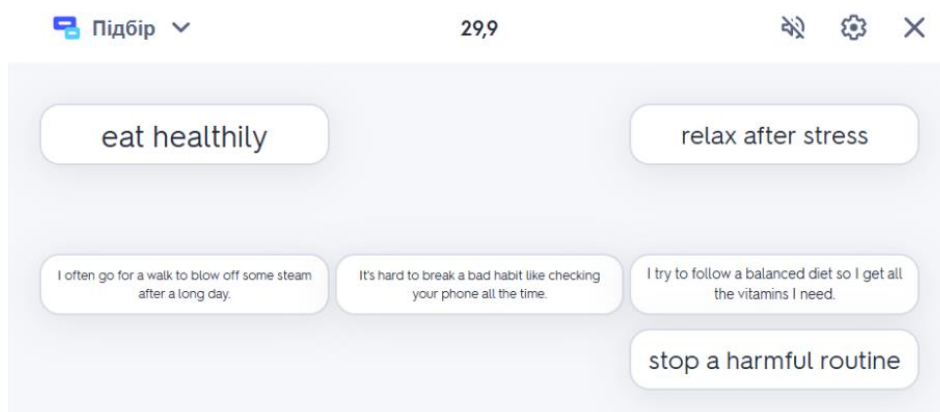 Підбір
29,9
eat healthily
relax after stress
I often go for a walk to blow off some steam
after a long day.
It's hard to break a bad habit like checking
your phone all the time.
I try to follow a balanced diet so I get all
the vitamins I need.
stop a harmful routine